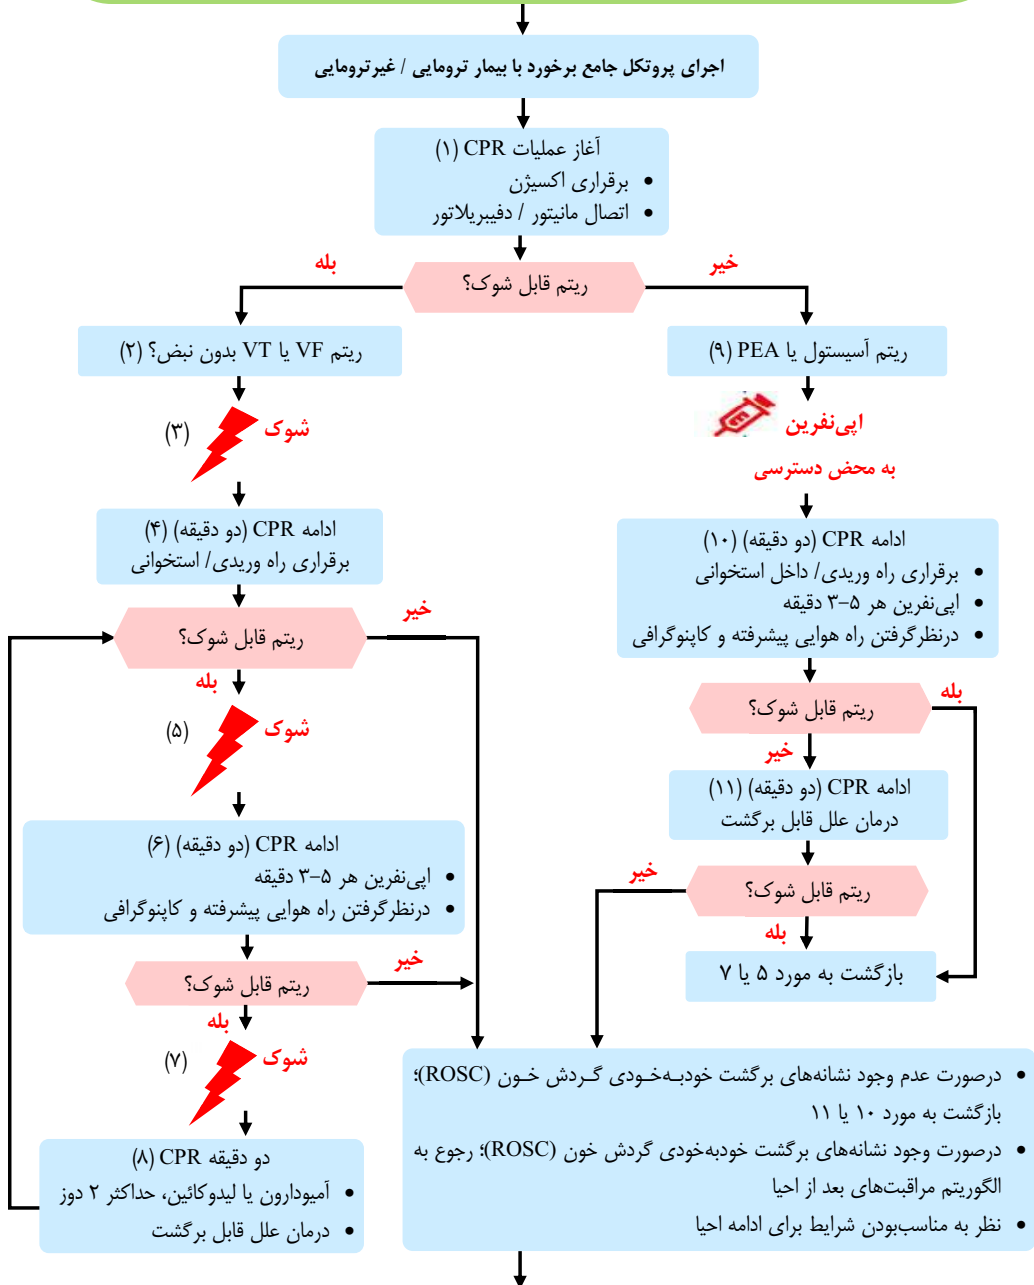 اجرای پروتکل جامع برخورد با بیمار ترومایی / غیرترومایی
آغاز عملیات CPR (۱)
• برقراری اکسیژن
• اتصال مانیتور / دفیبریلاتور
ریتم قابل شوک؟
خیر
بله
ریتم VF یا VT بدون نبض؟ (۲)
شوک
(۳)
ادامه CPR (دو دقیقه) (۴)
برقراری راه وریدی/ استخوانی
ریتم قابل شوک؟
خیر
بله
شوک
(۵)
ادامه CPR (دو دقیقه) (۶)
• اپی‌نفرین هر ۵-۳ دقیقه
• درنظرگرفتن راه هوایی پیشرفته و کاپنوگرافی
ریتم قابل شوک؟
خیر
بله
شوک
(۷)
دو دقیقه CPR (۸)
• آمیودارون یا لیدوکائین، حداکثر ۲ دوز
• درمان علل قابل برگشت
ریتم آسیستول یا PEA (۹)
اپی‌نفرین
به محض دسترسی
ادامه CPR (دو دقیقه) (۱۰)
• برقراری راه وریدی/ داخل استخوانی
• اپی‌نفرین هر ۵-۳ دقیقه
• درنظرگرفتن راه هوایی پیشرفته و کاپنوگرافی
ریتم قابل شوک؟
بله
خیر
ادامه CPR (دو دقیقه) (۱۱)
درمان علل قابل برگشت
ریتم قابل شوک؟
خیر
بله
بازگشت به مورد ۵ یا ۷
• درصورت عدم وجود نشانه‌های برگشت خودبـه‌خـودی گـردش خـون (ROSC)؛
بازگشت به مورد ۱۰ یا ۱۱
• درصورت وجود نشانه‌های برگشت خودبه‌خودی گردش خون (ROSC)؛ رجوع به
الگوریتم مراقبت‌های بعد از احیا
• نظر به مناسب‌بودن شرایط برای ادامه احیا